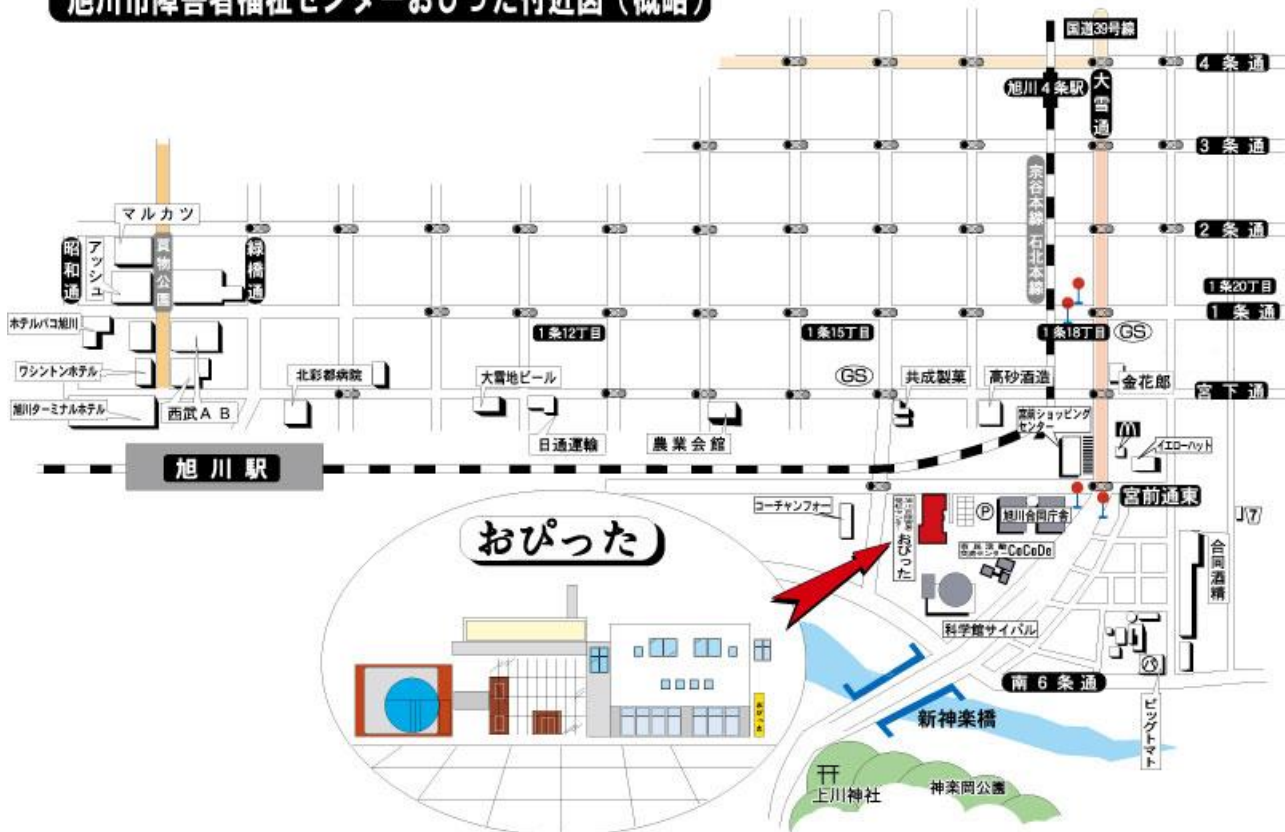 旭川市障害者福祉センターおぴった付近図（概略）
国道39号線
4条通
旭川4条駅
大雪通
3条通
宗谷本線 石北本線
マルカツ
2条通
昭和通
アッシュ
買物公園
緑橋通
1条20丁目
ホテルパコ旭川
1条12丁目
1条15丁目
1条18丁目
GS
1条通
ワシントンホテル
北彩都病院
大雪地ビール
GS
共成製菓
高砂酒造
金花郎
宮下通
旭川ターミナルホテル
西武AB
日通運輸
農業会館
宮前ショッピング
センター
イエローハット
旭川駅
宮前通東
コーチャンフォー
おぴった
P
旭川合同庁舎
CoCoDe
7
合同酒精
おぴった
科学館サイパル
南6条通
パ
おぴった
新神楽橋
ビッグトマト
上川神社
神楽岡公園